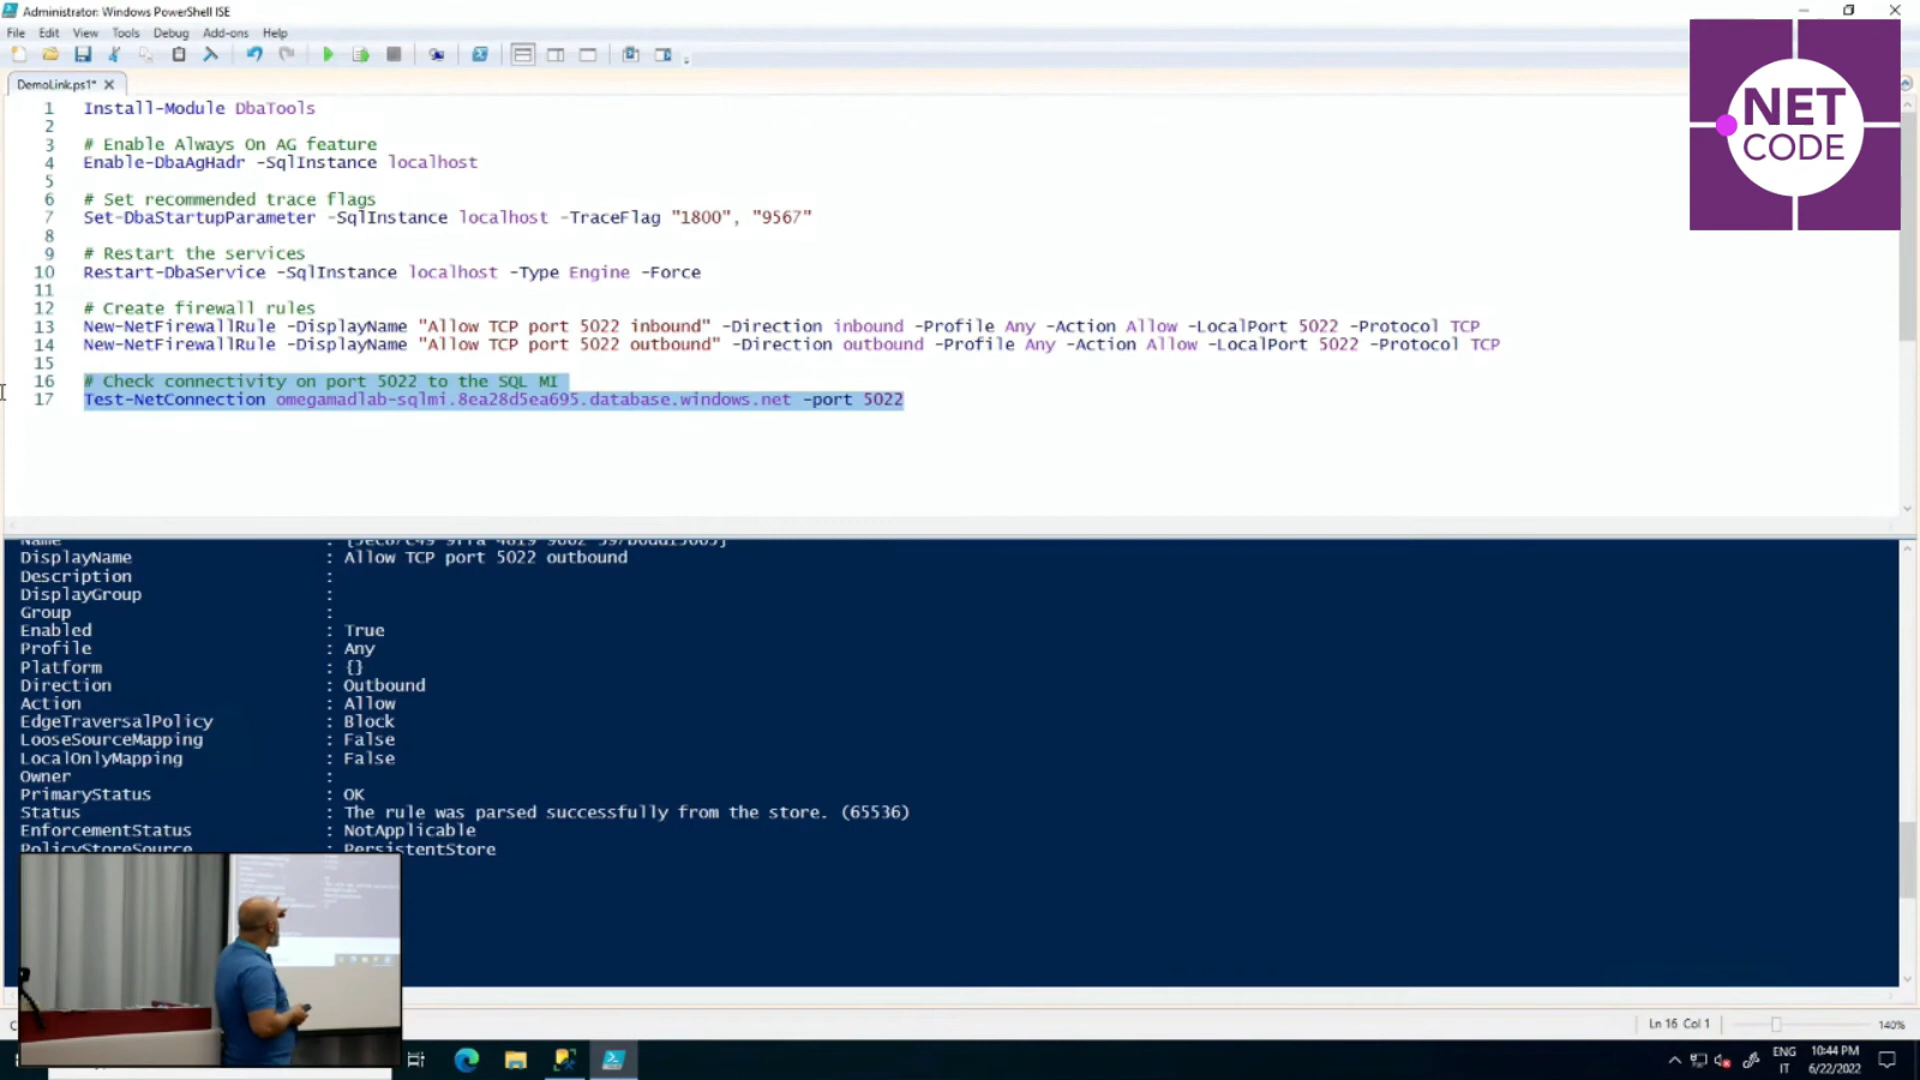 Administrator: Windows PowerShell ISE
File Edit View Tools Debug Add-ons Help
DemoLink.ps1*
NET
CODE
1 Install-Module DbaTools
2
3 # Enable Always On AG feature
4 Enable-DbaAgHadr -SqlInstance localhost
5
6 # Set recommended trace flags
7 Set-DbaStartupParameter -SqlInstance localhost -TraceFlag "1800", "9567"
8
9 # Restart the services
10 Restart-DbaService -SqlInstance localhost -Type Engine -Force
11
12 # Create firewall rules
13 New-NetFirewallRule -DisplayName "Allow TCP port 5022 inbound" -Direction inbound -Profile Any -Action Allow -LocalPort 5022 -Protocol TCP
14 New-NetFirewallRule -DisplayName "Allow TCP port 5022 outbound" -Direction outbound -Profile Any -Action Allow -LocalPort 5022 -Protocol TCP
15
16 # Check connectivity on port 5022 to the SQL MI
17 Test-NetConnection omegamadlab-sqlmi.8ea28d5ea695.database.windows.net -port 5022
Name :
DisplayName : Allow TCP port 5022 outbound
Description :
DisplayGroup :
Group :
Enabled : True
Profile : Any
Platform : {}
Direction : Outbound
Action : Allow
EdgeTraversalPolicy : Block
LooseSourceMapping : False
LocalOnlyMapping : False
Owner :
PrimaryStatus : OK
Status : The rule was parsed successfully from the store. (65536)
EnforcementStatus : NotApplicable
PolicyStoreSource : PersistentStore
Ln 16 Col 1 140%
ENG 10:44 PM
IT 6/22/2022